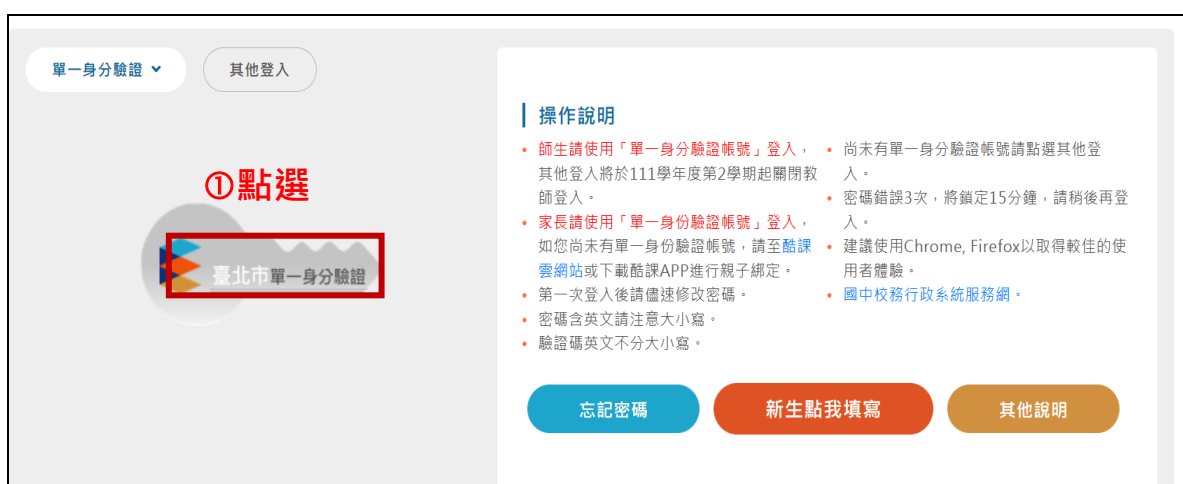 單一身分驗證
其他登入
①點選
臺北市單一身分驗證
操作說明
• 師生請使用「單一身分驗證帳號」登入，
其他登入將於111學年度第2學期起關閉教
師登入。
• 家長請使用「單一身份驗證帳號」登入，
如您尚未有單一身份驗證帳號，請至酷課
雲網站或下載酷課APP進行親子綁定。
• 第一次登入後請儘速修改密碼。
• 密碼含英文請注意大小寫。
• 驗證碼英文不分大小寫。
• 尚未有單一身分驗證帳號請點選其他登
入。
• 密碼錯誤3次，將鎖定15分鐘，請稍後再登
入。
• 建議使用Chrome, Firefox以取得較佳的使
用者體驗。
• 國中校務行政系統服務網。
忘記密碼
新生點我填寫
其他說明